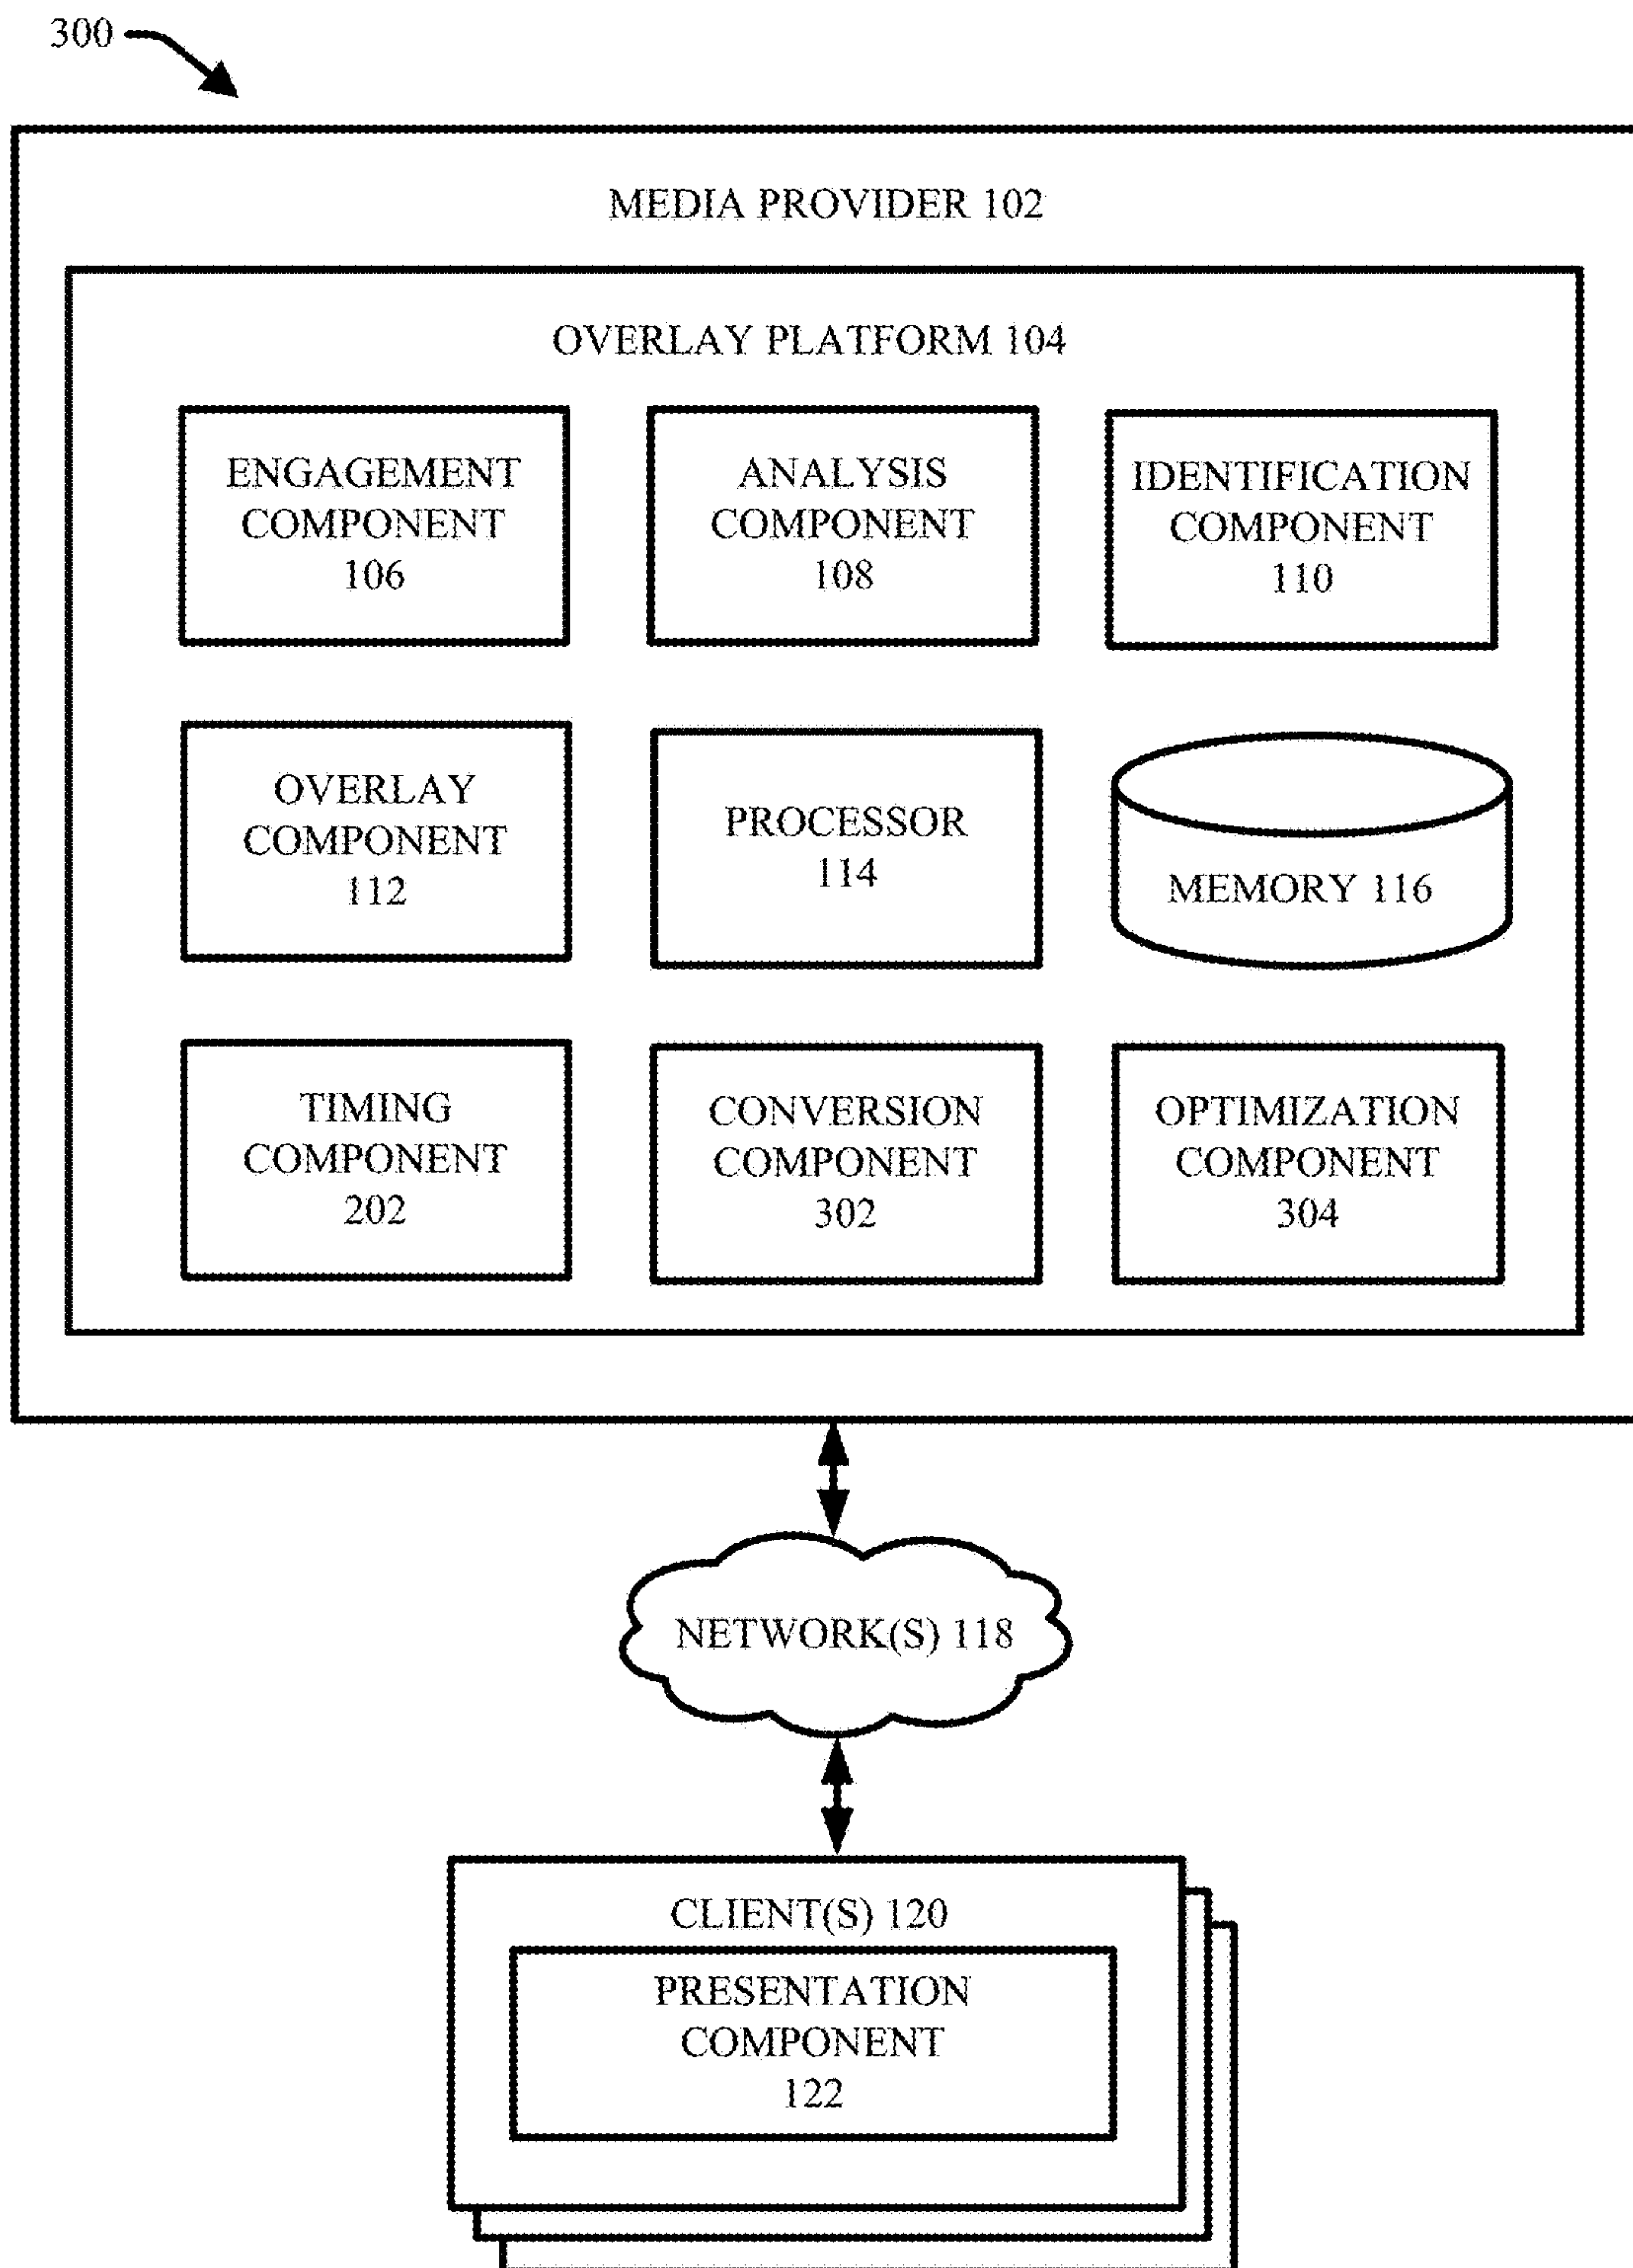 300
MEDIA PROVIDER 102
OVERLAY PLATFORM 104
ENGAGEMENT
COMPONENT
106
ANALYSIS
COMPONENT
108
IDENTIFICATION
COMPONENT
110
OVERLAY
COMPONENT
112
PROCESSOR
114
MEMORY 116
TIMING
COMPONENT
202
CONVERSION
COMPONENT
302
OPTIMIZATION
COMPONENT
304
NETWORK(S) 118
CLIENT(S) 120
PRESENTATION
COMPONENT
122